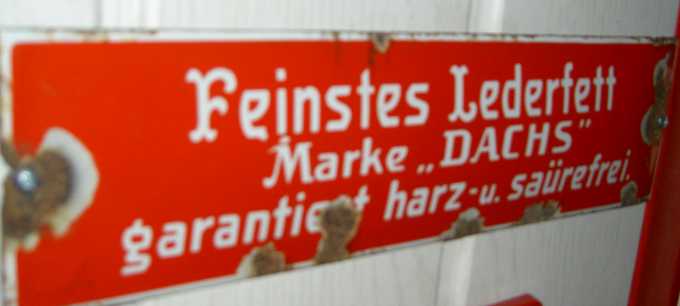 Feinstes Lederfett
Marke „DACHS”
garantiert harz-u. saürefrei.